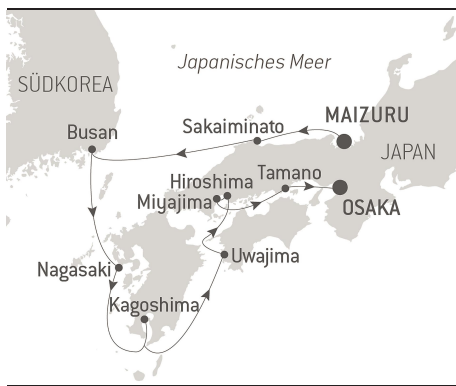 Japanisches Meer
SÜDKOREA
MAIZURU
Busan
Sakaiminato
JAPAN
Hiroshima
Tamano
Miyajima
OSAKA
Uwajima
Nagasaki
Kagoshima